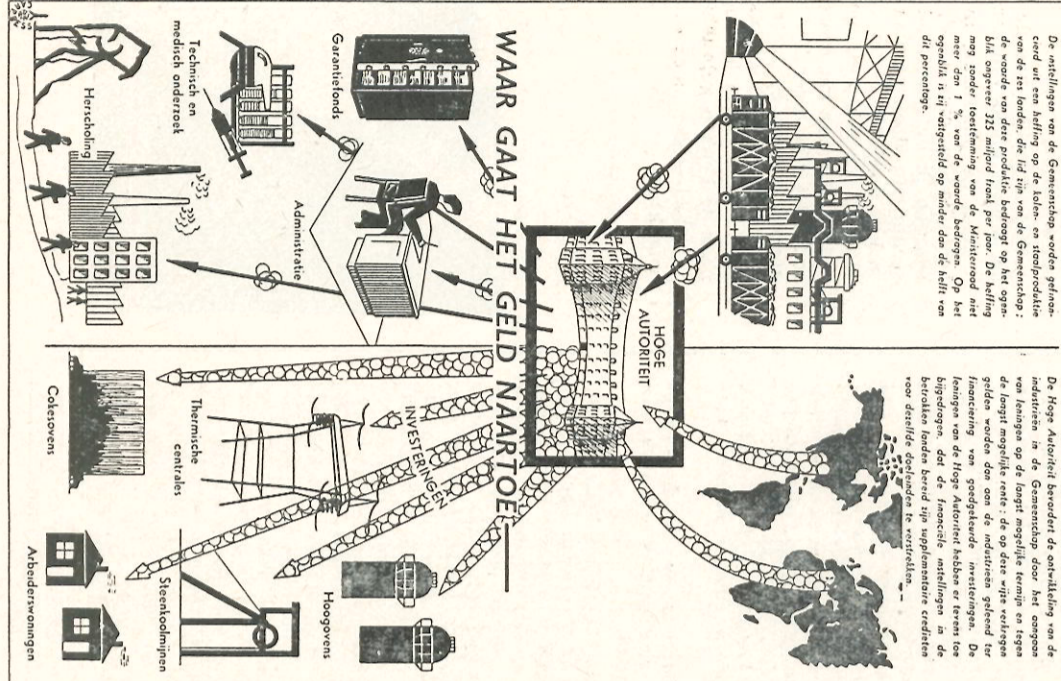 De instellingen van de Gemeenschap worden gefinan-
cierd uit een heffing op de kolen- en staalproduktie
van de zes landen, die lid zijn van de Gemeenschap ;
de waarde van deze produktie bedraagt op het ogen-
blik ongeveer 325 miljard frank per jaar. De heffing
mag zonder toestemming van de Ministerraad niet
meer dan 1 % van de waarde bedragen. Op het
ogenblik is zij vastgesteld op minder dan de helft van
dit percentage.
De Hoge Autoriteit bevordert de ontwikkeling van de
industrieën in de Gemeenschap door het aangaan
van leningen op de langst mogelijke termijn en tegen
de laagst mogelijke rente ; de op deze wijze verkregen
gelden worden dan aan de industrieën geleend ter
financiering van goedgekeurde investeringen. De
leningen van de Hoge Autoriteit hebben er tevens toe
bijgedragen, dat de financiële instellingen in de
betrokken landen bereid zijn supplementaire credieten
voor dezelfde doeleinden te verstrekken.
HOGE
AUTORITEIT
WAAR GAAT HET GELD NAARTOE
Garantiefonds
Administratie
Technisch en
medisch onderzoek
Herscholing
INVESTERINGEN
Hoogovens
Thermische
centrales
Steenkoolmijnen
Cokesovens
Arbeiderswoningen